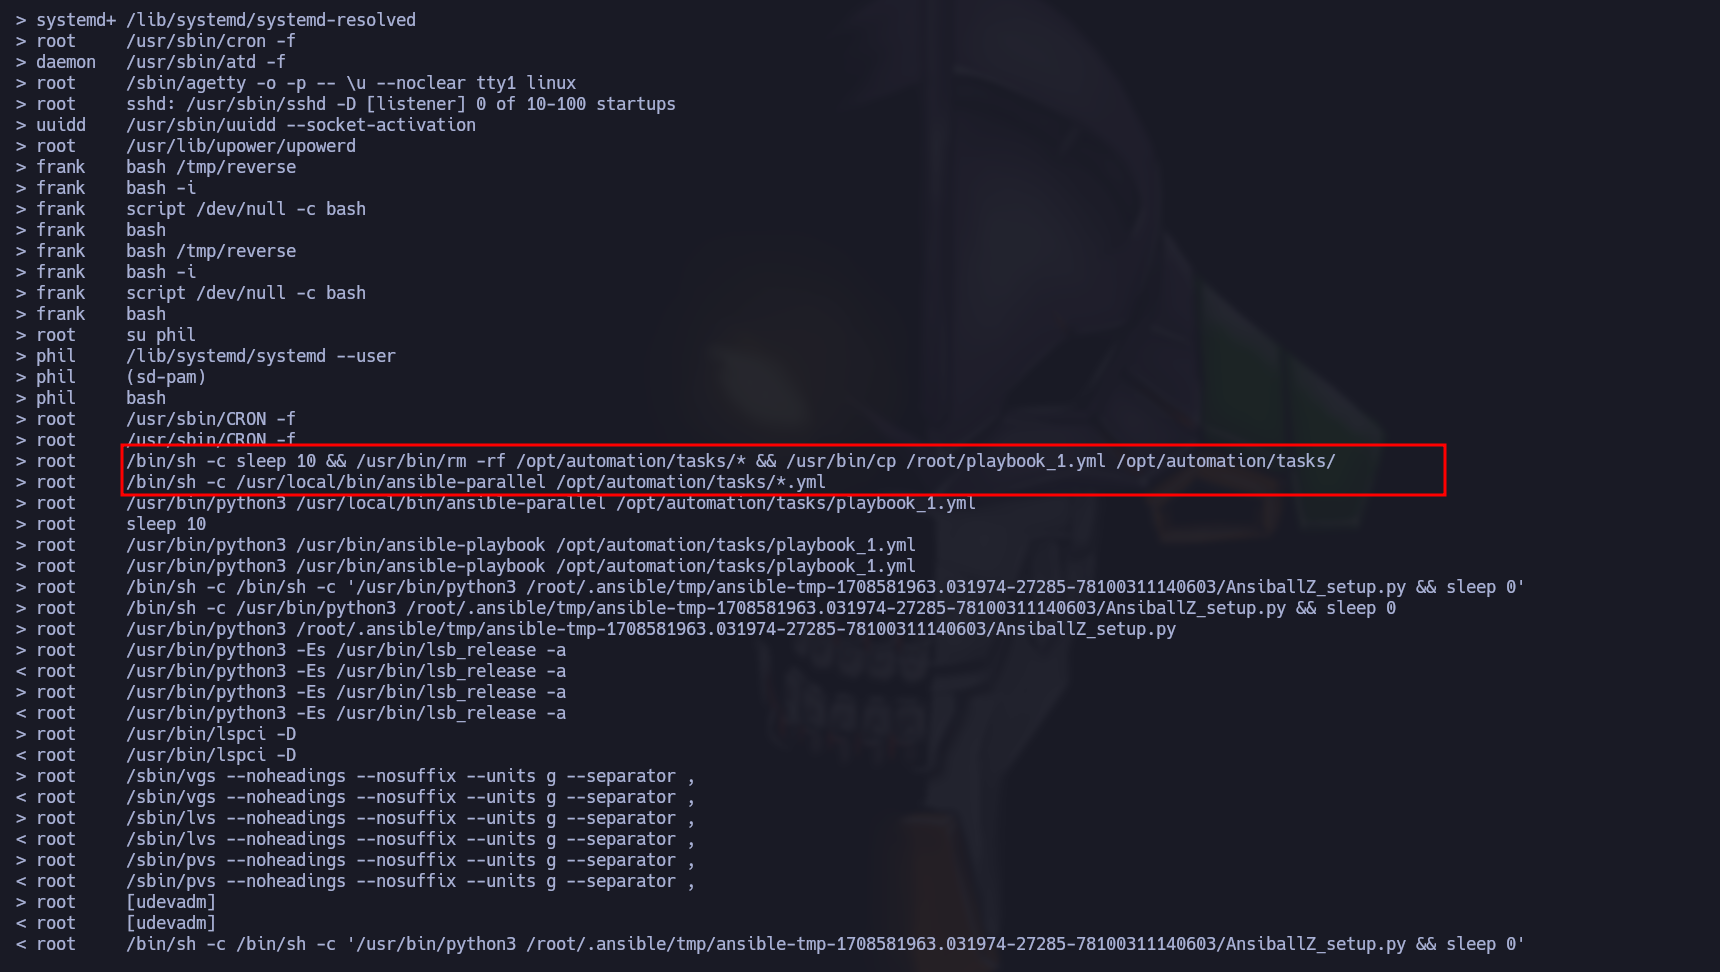 > systemd+ /lib/systemd/systemd-resolved
> root     /usr/sbin/cron -f
> daemon   /usr/sbin/atd -f
> root     /sbin/agetty -o -p -- \u --noclear tty1 linux
> root     sshd: /usr/sbin/sshd -D [listener] 0 of 10-100 startups
> uuidd    /usr/sbin/uuidd --socket-activation
> root     /usr/lib/upower/upowerd
> frank    bash /tmp/reverse
> frank    bash -i
> frank    script /dev/null -c bash
> frank    bash
> frank    bash /tmp/reverse
> frank    bash -i
> frank    script /dev/null -c bash
> frank    bash
> root     su phil
> phil     /lib/systemd/systemd --user
> phil     (sd-pam)
> phil     bash
> root     /usr/sbin/CRON -f
> root     /usr/sbin/CRON -f
> root     /bin/sh -c sleep 10 && /usr/bin/rm -rf /opt/automation/tasks/* && /usr/bin/cp /root/playbook_1.yml /opt/automation/tasks/
> root     /bin/sh -c /usr/local/bin/ansible-parallel /opt/automation/tasks/*.yml
> root     /usr/bin/python3 /usr/local/bin/ansible-parallel /opt/automation/tasks/playbook_1.yml
> root     sleep 10
> root     /usr/bin/python3 /usr/bin/ansible-playbook /opt/automation/tasks/playbook_1.yml
> root     /usr/bin/python3 /usr/bin/ansible-playbook /opt/automation/tasks/playbook_1.yml
> root     /bin/sh -c /bin/sh -c '/usr/bin/python3 /root/.ansible/tmp/ansible-tmp-1708581963.031974-27285-78100311140603/AnsiballZ_setup.py && sleep 0'
> root     /bin/sh -c /usr/bin/python3 /root/.ansible/tmp/ansible-tmp-1708581963.031974-27285-78100311140603/AnsiballZ_setup.py && sleep 0
> root     /usr/bin/python3 /root/.ansible/tmp/ansible-tmp-1708581963.031974-27285-78100311140603/AnsiballZ_setup.py
> root     /usr/bin/python3 -Es /usr/bin/lsb_release -a
< root     /usr/bin/python3 -Es /usr/bin/lsb_release -a
> root     /usr/bin/python3 -Es /usr/bin/lsb_release -a
< root     /usr/bin/python3 -Es /usr/bin/lsb_release -a
> root     /usr/bin/lspci -D
< root     /usr/bin/lspci -D
> root     /sbin/vgs --noheadings --nosuffix --units g --separator ,
< root     /sbin/vgs --noheadings --nosuffix --units g --separator ,
> root     /sbin/lvs --noheadings --nosuffix --units g --separator ,
< root     /sbin/lvs --noheadings --nosuffix --units g --separator ,
> root     /sbin/pvs --noheadings --nosuffix --units g --separator ,
< root     /sbin/pvs --noheadings --nosuffix --units g --separator ,
> root     [udevadm]
< root     [udevadm]
< root     /bin/sh -c /bin/sh -c '/usr/bin/python3 /root/.ansible/tmp/ansible-tmp-1708581963.031974-27285-78100311140603/AnsiballZ_setup.py && sleep 0'